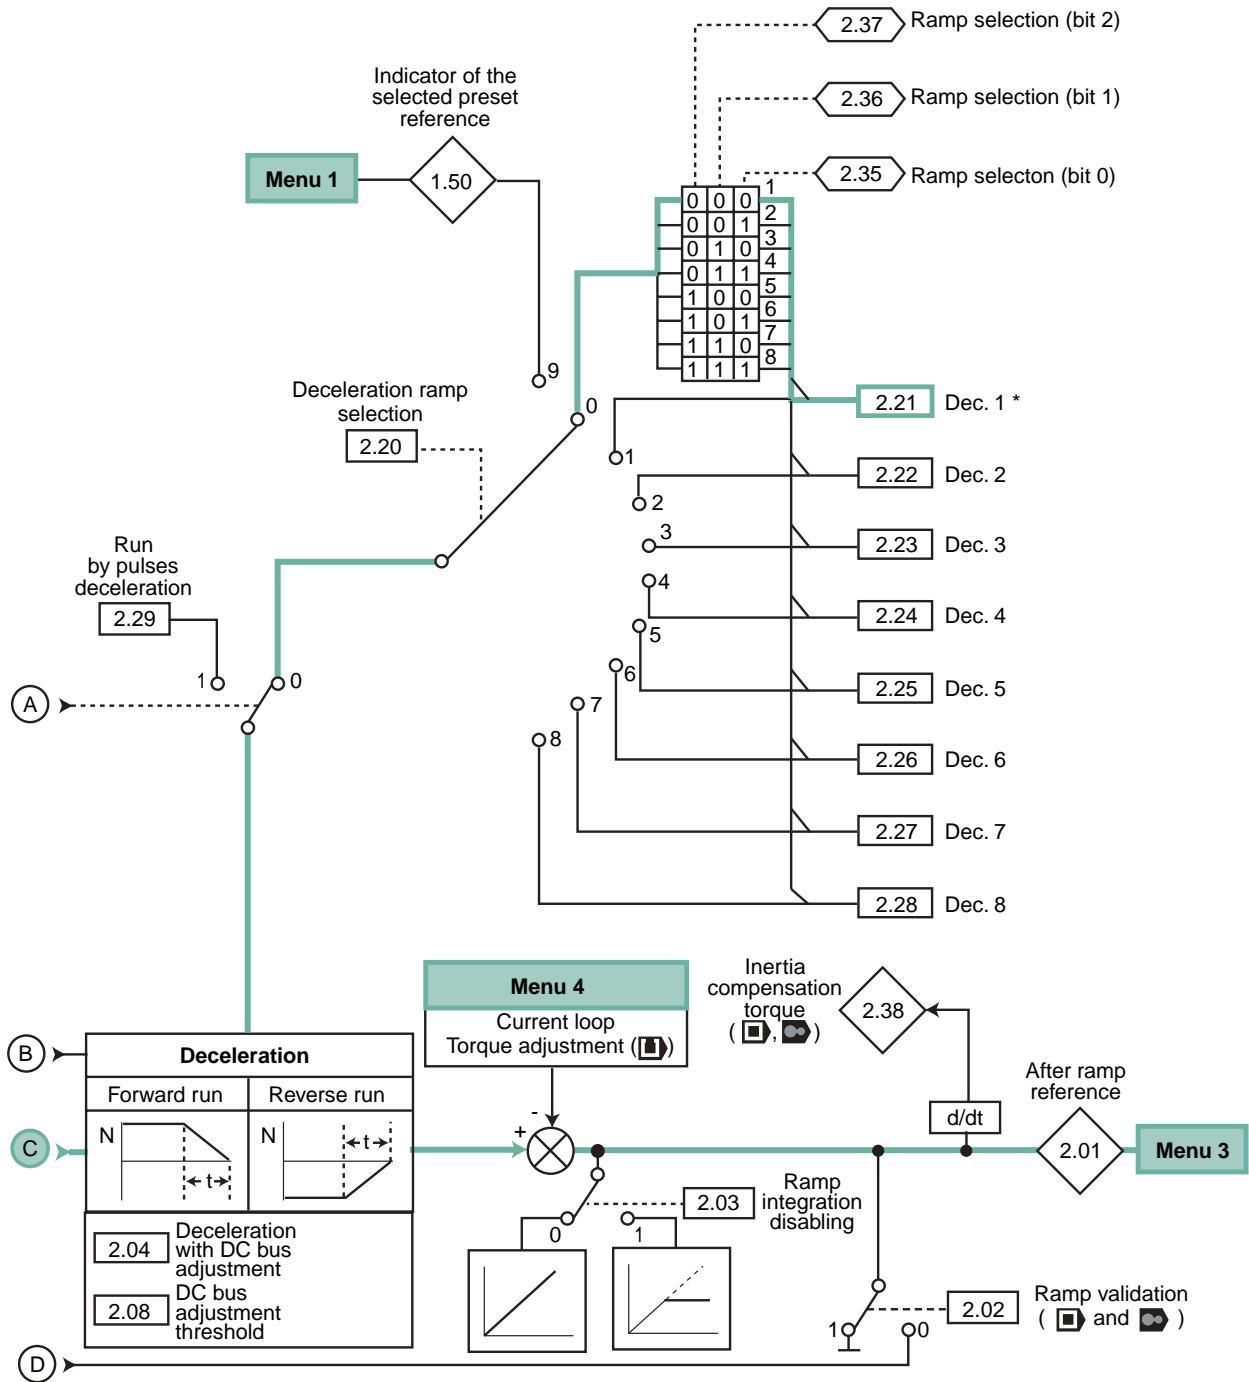 2.37 Ramp selection (bit 2)
Indicator of the
selected preset
reference
2.36 Ramp selection (bit 1)
Menu 1
1.50
2.35 Ramp selecton (bit 0)
0 0 0 1
0 0 1 2
0 1 0 3
0 1 1 4
1 0 0 5
1 0 1 6
1 1 0 7
1 1 1 8
9
0
Deceleration ramp
selection
2.20
2.21 Dec. 1 *
1
2.22 Dec. 2
2
3
2.23 Dec. 3
4
2.24 Dec. 4
5
2.25 Dec. 5
6
2.26 Dec. 6
7
2.27 Dec. 7
8
2.28 Dec. 8
Run
by pulses
deceleration
2.29
1 0
A
Menu 4
Current loop
Torque adjustment ( )
Inertia
compensation
torque
( , )
2.38
B
Deceleration
Forward run Reverse run
N t
N t
C
- 
+
d/dt
After ramp
reference
2.01
Menu 3
2.03
Ramp
integration
disabling
0 1
2.04
Deceleration
with DC bus
adjustment
2.08
DC bus
adjustment
threshold
2.02
Ramp validation
( and )
1 0
D